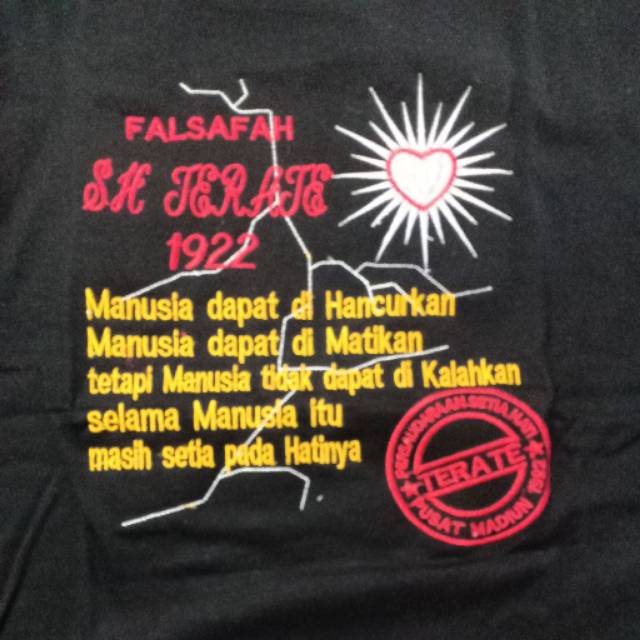 FALSAFAH
SH TERATE
1922
Manusia dapat di Hancurkan
Manusia dapat di Matikan
tetapi Manusia tidak dapat di Kalahkan
selama Manusia itu
masih setia pada Hatinya
PERSAUDARAAN SETIA HATI
TERATE
PUSAT MADIUN 1922